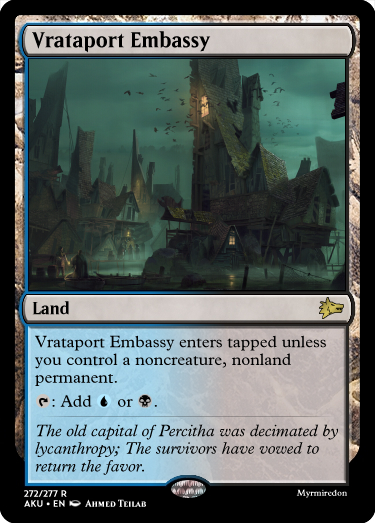 Vrataport Embassy
Land
Vrataport Embassy enters tapped unless
you control a noncreature, nonland
permanent.
: Add or .
The old capital of Percitha was decimated by
lycanthropy; The survivors have vowed to
return the favor.
272/277 R
Myrmiredon
AKU • EN Ahmed Teilab